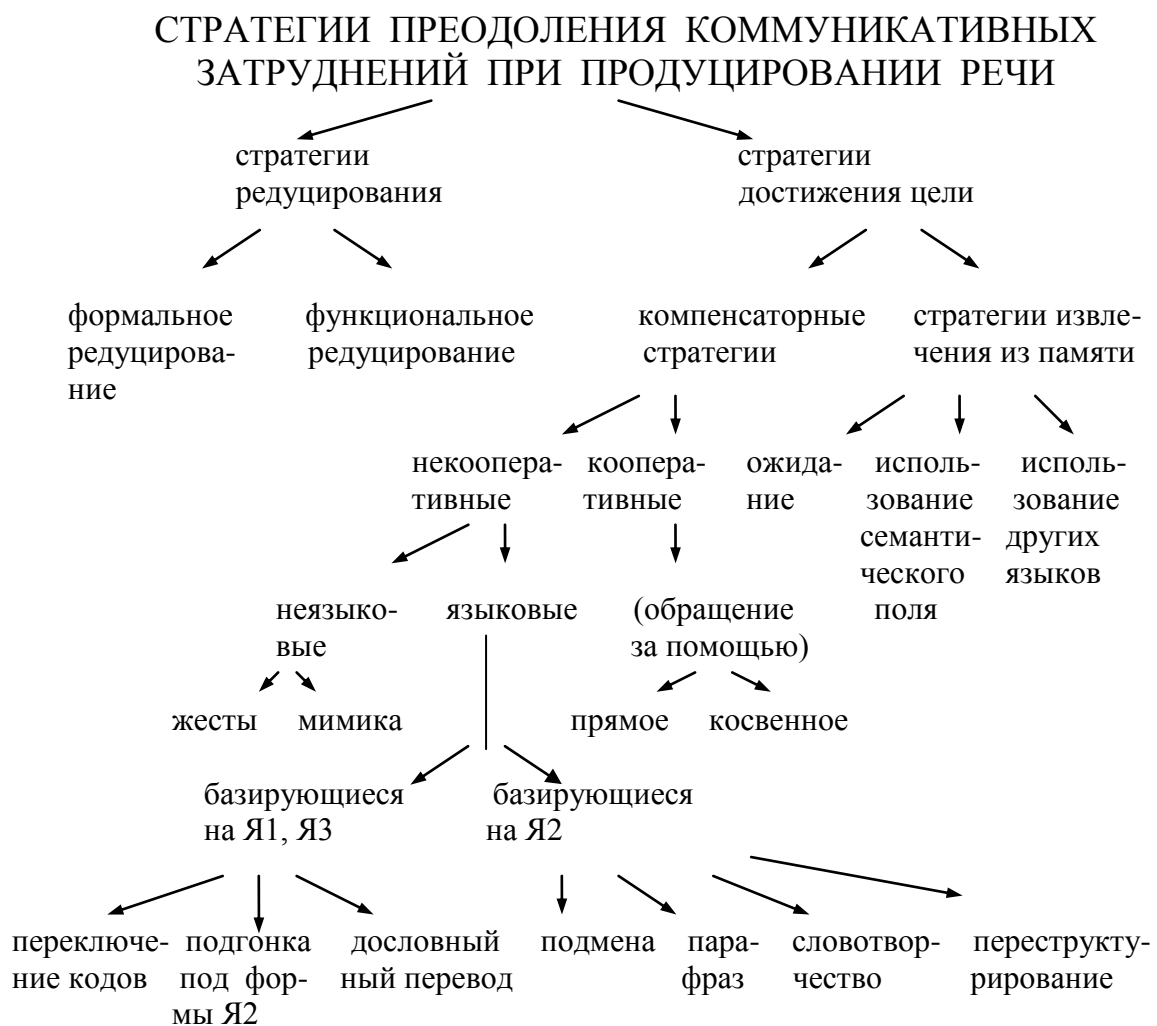 СТРАТЕГИИ ПРЕОДОЛЕНИЯ КОММУНИКАТИВНЫХ
ЗАТРУДНЕНИЙ ПРИ ПРОДУЦИРОВАНИИ РЕЧИ
стратегии
редуцирования
стратегии
достижения цели
формальное
редуцирова-
ние
функциональное
редуцирование
компенсаторные
стратегии
стратегии извле-
чения из памяти
некоопера-
тивные
коопера-
тивные
ожида-
ние
исполь-
зование
семанти-
ческого
поля
исполь-
зование
других
языков
неязыко-
вые
языковые
(обращение
за помощью)
жесты
мимика
прямое
косвенное
базирующиеся
на Я1, Я3
базирующиеся
на Я2
переключе-
ние кодов
подгонка
под фор-
мы Я2
дословный
ный перевод
подмена
пара-
фраз
словотвор-
чество
переструкту-
рирование